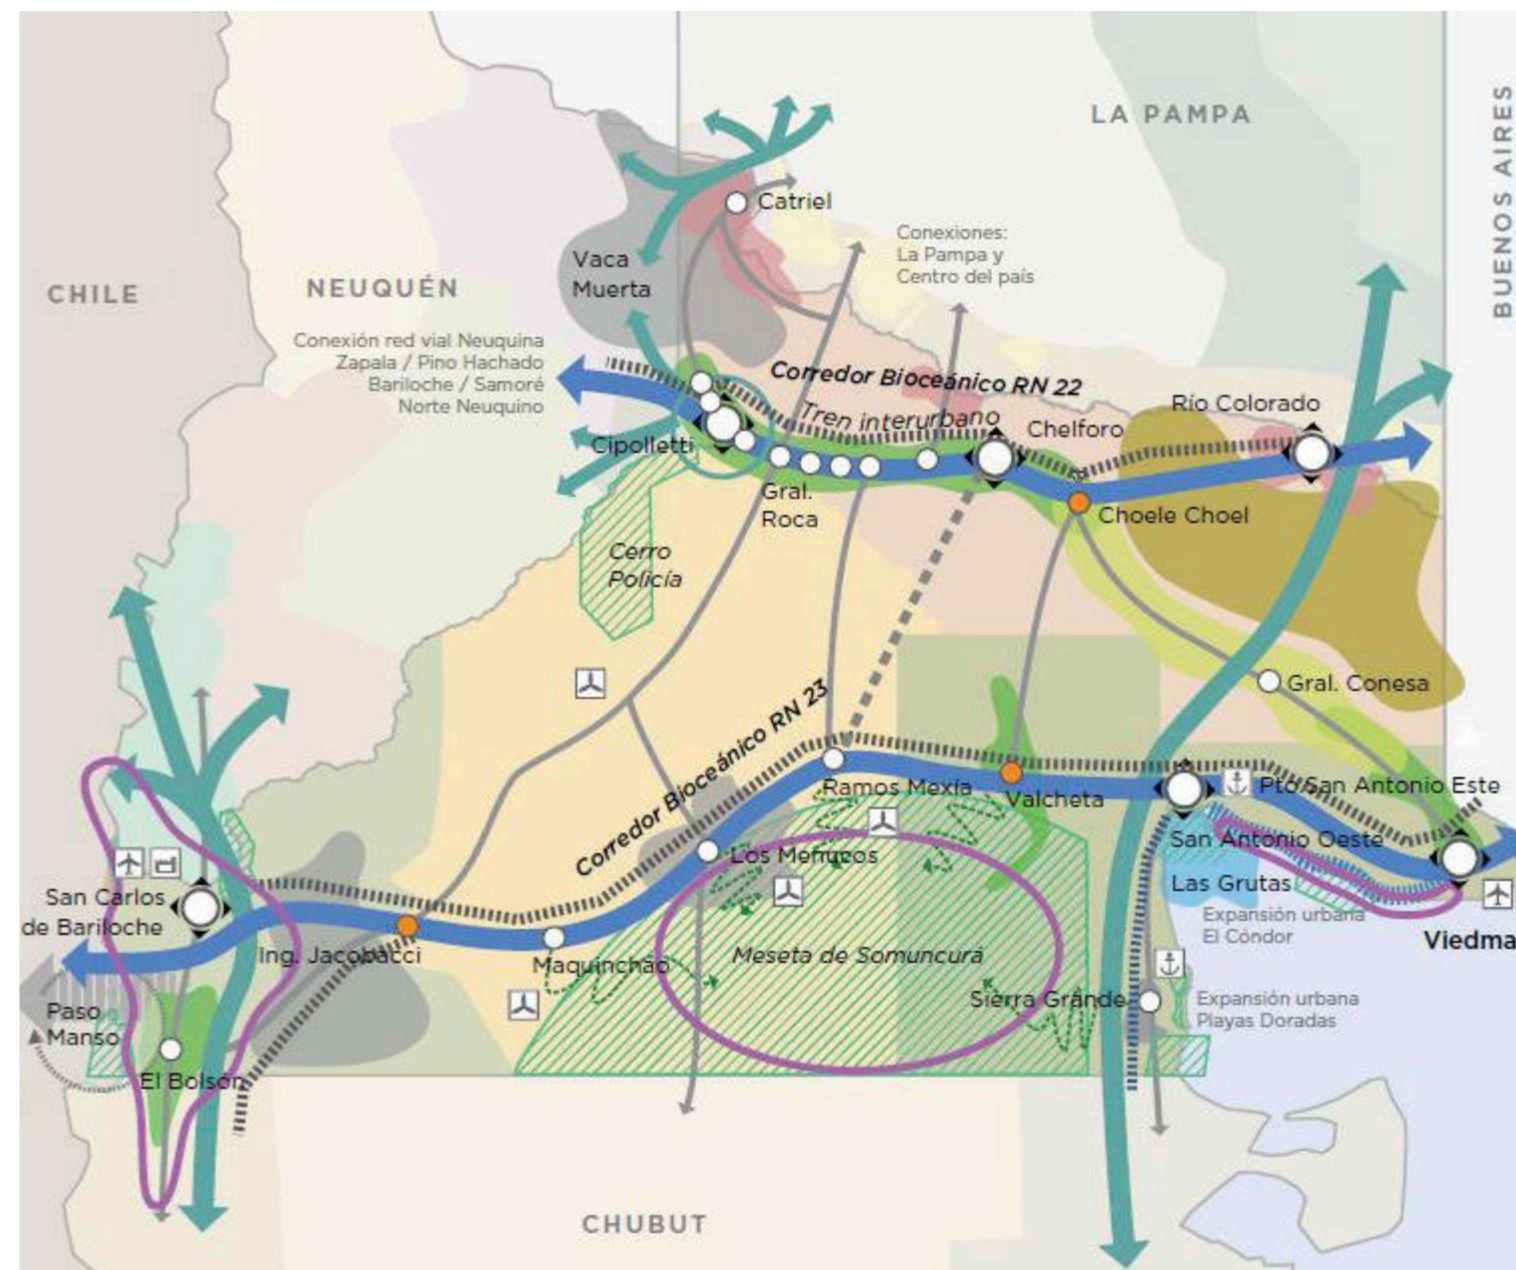 LA PAMPA
BUENOS AIRES
Catriel
Conexiones:
La Pampa y
Centro del país
Vaca
Muerta
CHILE
NEUQUÉN
Conexión red vial Neuquina
Zapala / Pino Hachado
Bariloche / Samoré
Norte Neuquino
Corredor Bioceánico RN 22
Tren interurbano
Chelforo
Río Colorado
Cipolletti
Gral.
Roca
Choele Choel
Cerro
Policía
Gral. Conesa
Corredor Bioceánico RN 23
Ramos Mexía
Valcheta
Pto San Antonio Este
San Antonio Oeste
Los Menucos
Las Grutas
San Carlos
de Bariloche
Expansión urbana
El Cóndor
Viedma
Ing. Jacobacci
Maquinchao
Meseta de Somuncurá
Sierra Grande
Expansión urbana
Playas Doradas
Paso
Manso
El Bolsón
CHUBUT